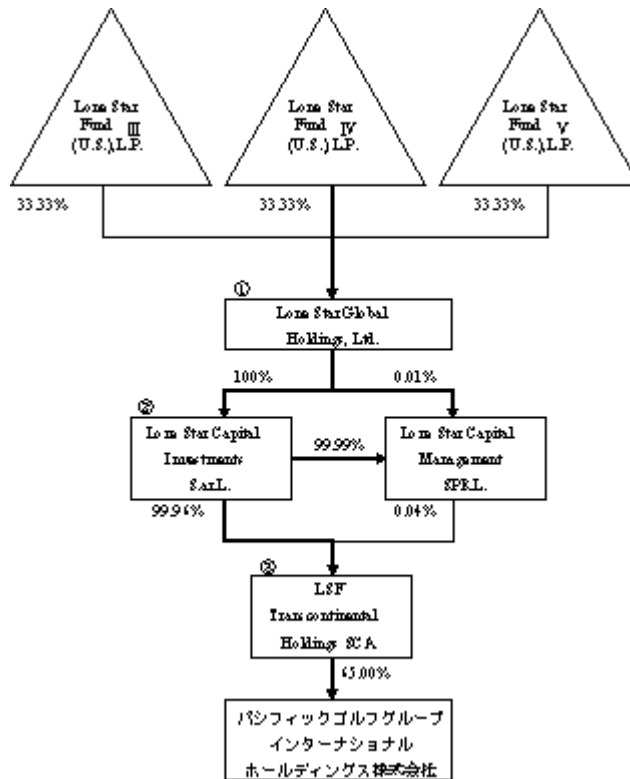 Lone Star
Fund III
(U.S.)L.P.
Lone Star
Fund IV
(U.S.)L.P.
Lone Star
Fund V
(U.S.)L.P.
33.33%
33.33%
33.33%
①
Lone Star Global
Holdings, Ltd.
100%
0.01%
②
Lone Star Capital
Investments
S.ar.L.
99.99%
Lone Star Capital
Management
SPRL.
99.96%
0.04%
③
LSF
Transcontinental
Holdings SCA
65.00%
パシフィックゴルフグループ
インターナショナル
ホールディングス株式会社